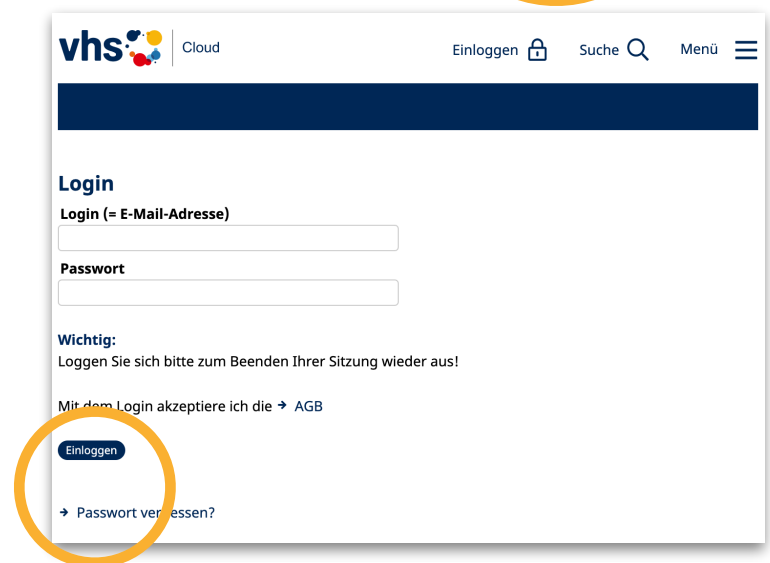 vhs Cloud
Einloggen Suche Menü
Login
Login (= E-Mail-Adresse)
Passwort
Wichtig:
Loggen Sie sich bitte zum Beenden Ihrer Sitzung wieder aus!
Mit dem Login akzeptiere ich die → AGB
Einloggen
→ Passwort vergessen?